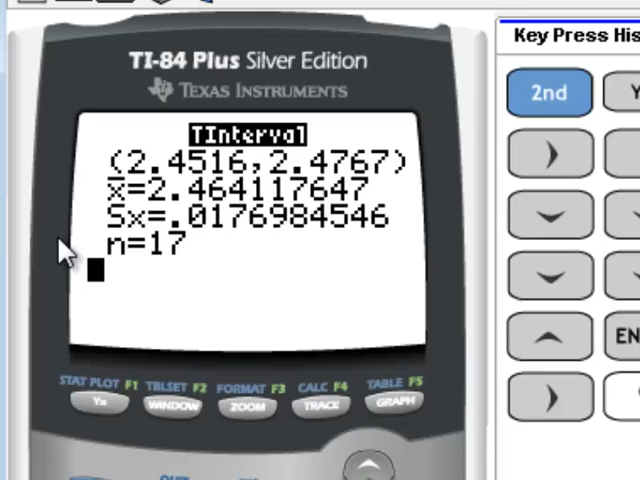 Key Press His
TI-84 Plus Silver Edition
TEXAS INSTRUMENTS
2nd
Y
TInterval
(2.4516,2.4767)
x̄=2.464117647
Sx=.0176984546
n=17
EN
STAT PLOT F1 TBLSET F2 FORMAT F3 CALC F4 TABLE F5
Y= WINDOW ZOOM TRACE GRAPH